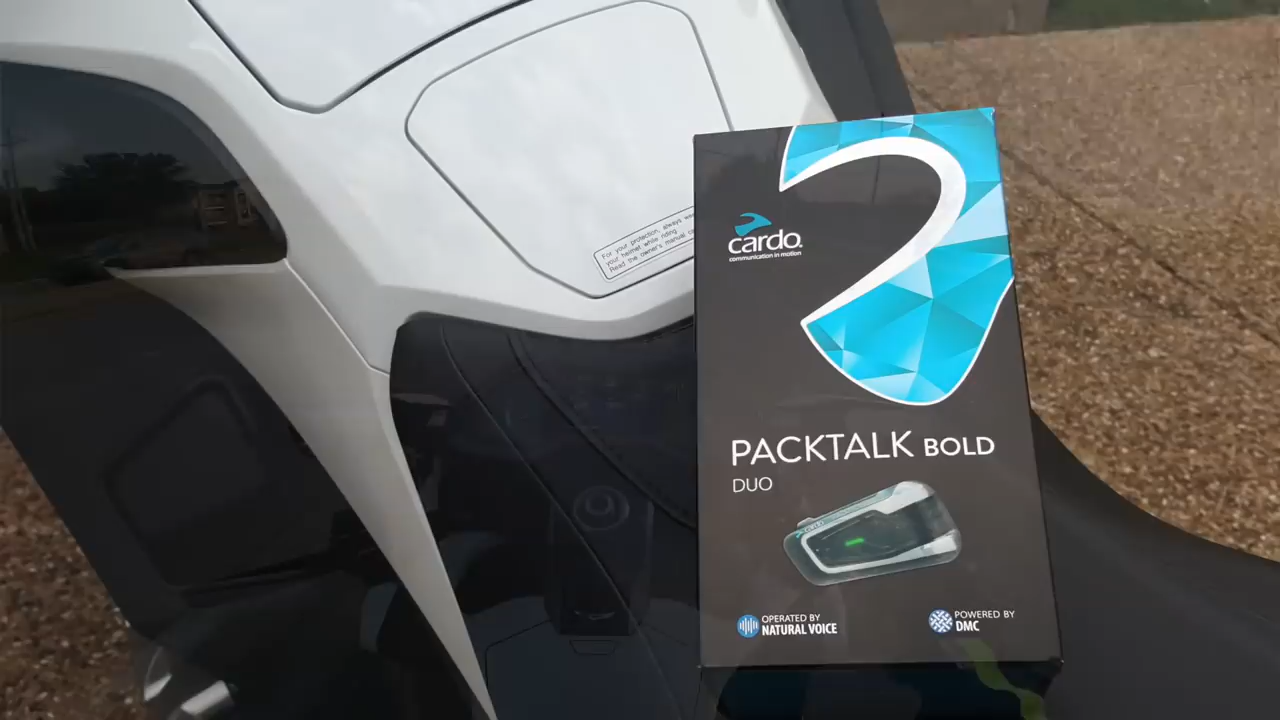 For your protection, always
your helmet while riding
Read the owner's manual
cardo.
communication in motion
PACKTALK BOLD
DUO
OPERATED BY
NATURAL VOICE
POWERED BY
DMC